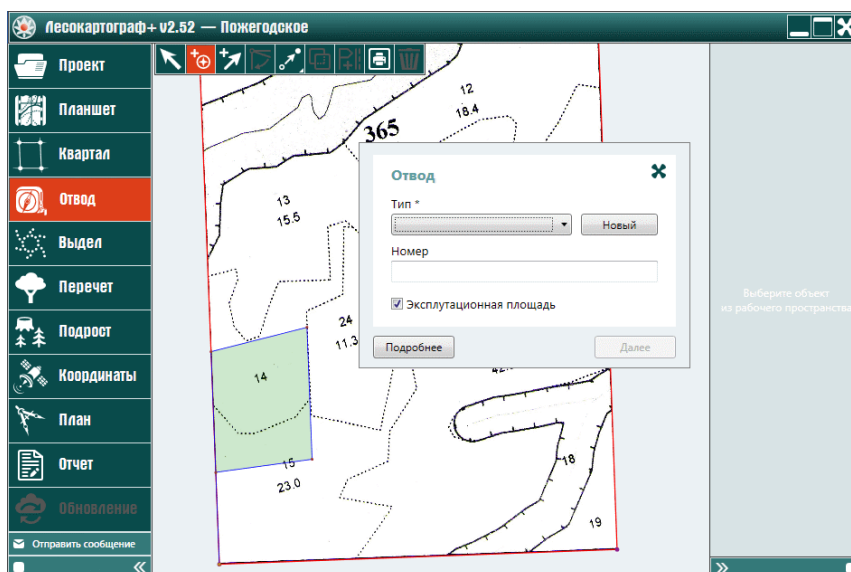 Лесокартограф+ v2.52 — Пожегодское
Проект
Планшет
Квартал
Отвод
Выдел
Перечет
Подрост
Координаты
План
Отчет
Обновление
Отправить сообщение
365
12
18.4
13
15.5
24
11.3
14
15
23.0
42.
18
19
Отвод
Тип *
Новый
Номер
Эксплутационная площадь
Подробнее
Далее
Выберите объект
из рабочего пространства